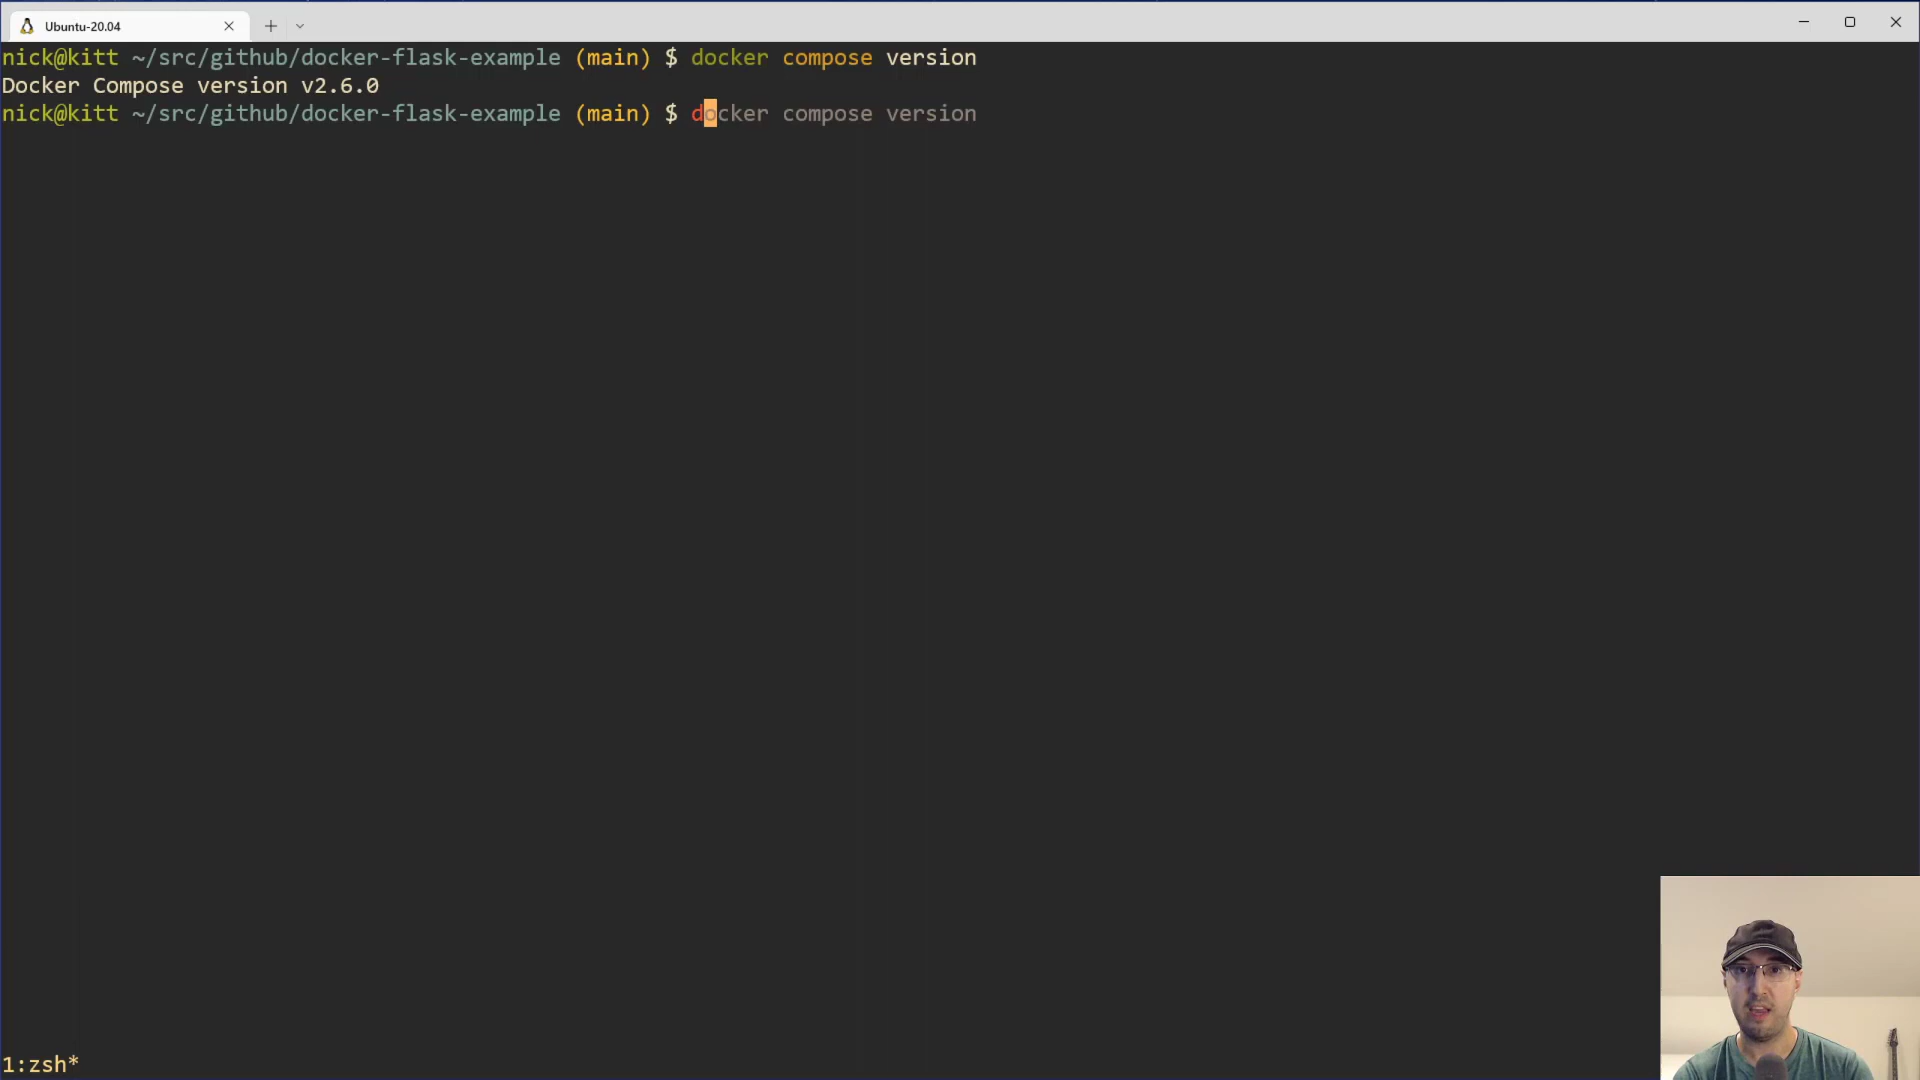 Ubuntu-20.04
nick@kitt ~/src/github/docker-flask-example (main) $ docker compose version
Docker Compose version v2.6.0
nick@kitt ~/src/github/docker-flask-example (main) $ docker compose version
1:zsh*